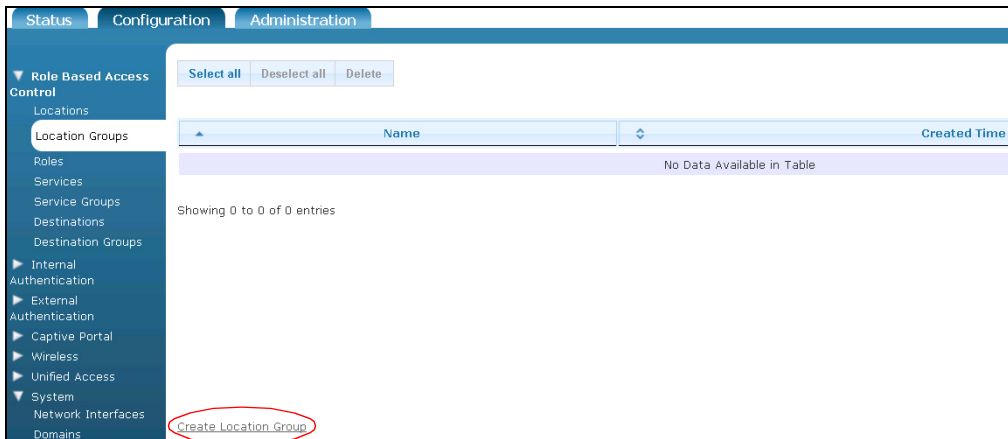 Status Configuration Administration
Role Based Access
Control
Locations
Location Groups
Roles
Services
Service Groups
Destinations
Destination Groups
Internal
Authentication
External
Authentication
Captive Portal
Wireless
Unified Access
System
Network Interfaces
Domains
Select all Deselect all Delete
Name Created Time
No Data Available in Table
Showing 0 to 0 of 0 entries
Create Location Group